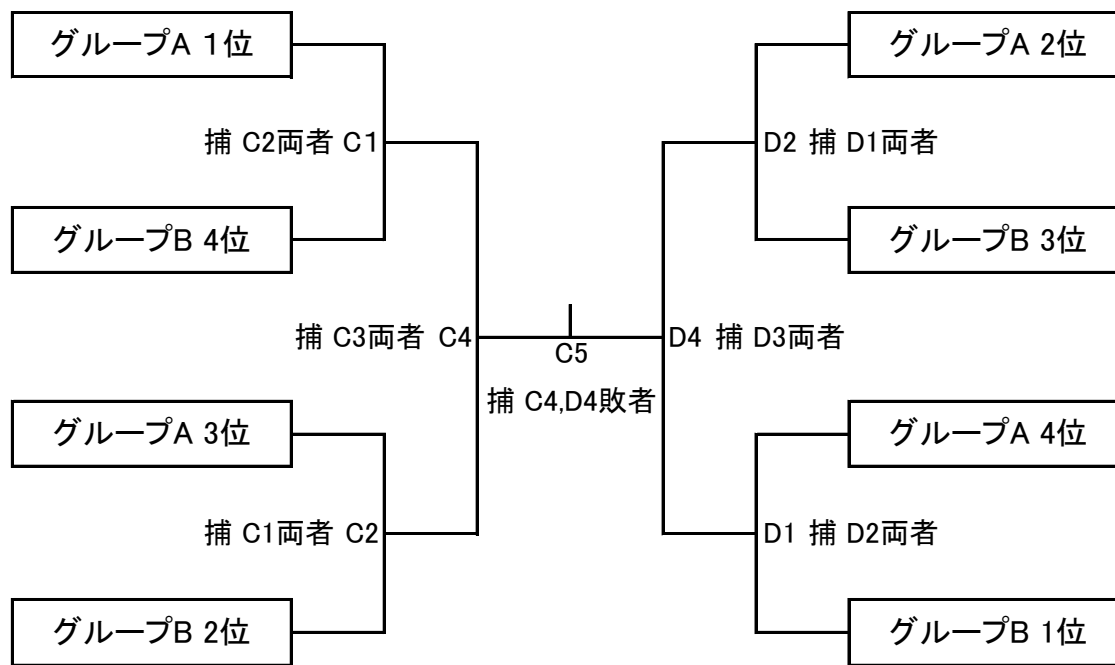 グループA 1位
グループA 2位
捕 C2両者 C1
D2 捕 D1両者
グループB 4位
グループB 3位
捕 C3両者 C4
C5
D4 捕 D3両者
捕 C4,D4敗者
グループA 3位
グループA 4位
捕 C1両者 C2
D1 捕 D2両者
グループB 2位
グループB 1位